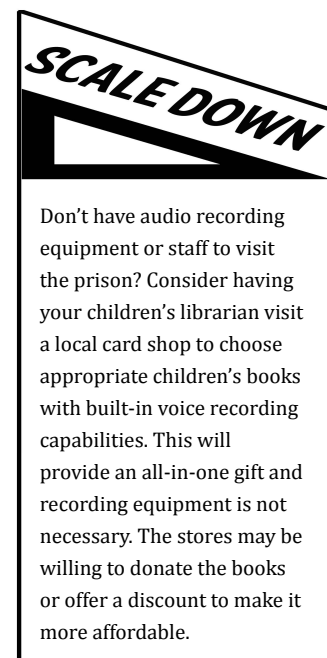 SCALE DOWN
Don’t have audio recording
equipment or staff to visit
the prison? Consider having
your children’s librarian visit
a local card shop to choose
appropriate children’s books
with built-in voice recording
capabilities. This will
provide an all-in-one gift and
recording equipment is not
necessary. The stores may be
willing to donate the books
or offer a discount to make it
more affordable.